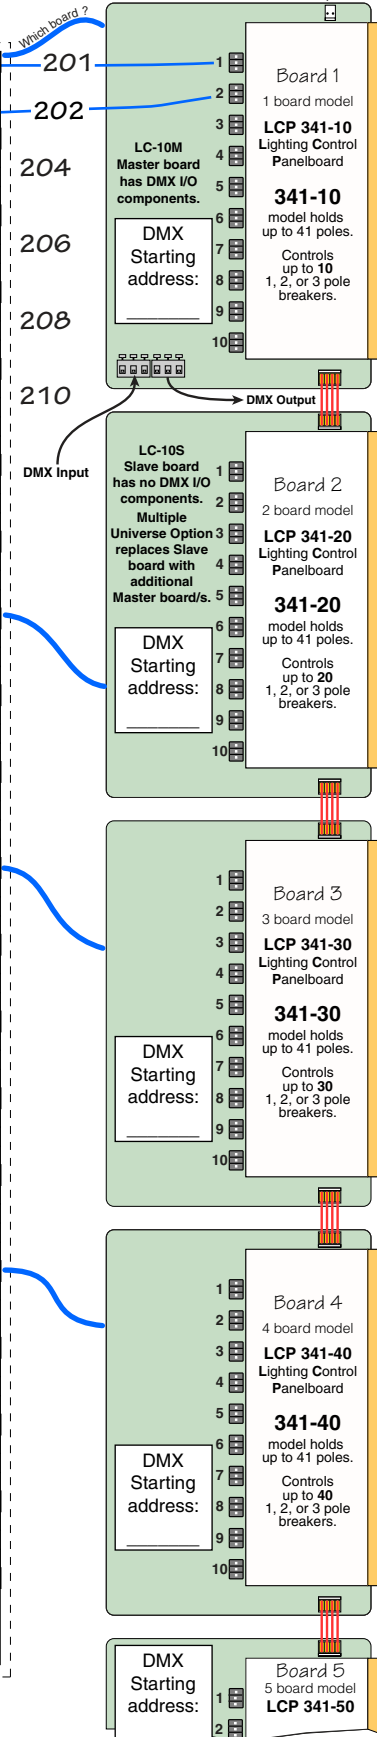 Which board ?
201
202
204
206
208
210
LC-10M
Master board
has DMX I/O
components.
DMX
Starting
address:
1
2
3
4
5
6
7
8
9
10
Board 1
1 board model
LCP 341-10
Lighting Control
Panelboard
341-10
model holds
up to 41 poles.
Controls
up to 10
1, 2, or 3 pole
breakers.
DMX Output
DMX Input
LC-10S
Slave board
has no DMX I/O
components.
Multiple
Universe Option
replaces Slave
board with
additional
Master board/s.
DMX
Starting
address:
1
2
3
4
5
6
7
8
9
10
Board 2
2 board model
LCP 341-20
Lighting Control
Panelboard
341-20
model holds
up to 41 poles.
Controls
up to 20
1, 2, or 3 pole
breakers.
DMX
Starting
address:
1
2
3
4
5
6
7
8
9
10
Board 3
3 board model
LCP 341-30
Lighting Control
Panelboard
341-30
model holds
up to 41 poles.
Controls
up to 30
1, 2, or 3 pole
breakers.
DMX
Starting
address:
1
2
3
4
5
6
7
8
9
10
Board 4
4 board model
LCP 341-40
Lighting Control
Panelboard
341-40
model holds
up to 41 poles.
Controls
up to 40
1, 2, or 3 pole
breakers.
DMX
Starting
address:
1
2
Board 5
5 board model
LCP 341-50